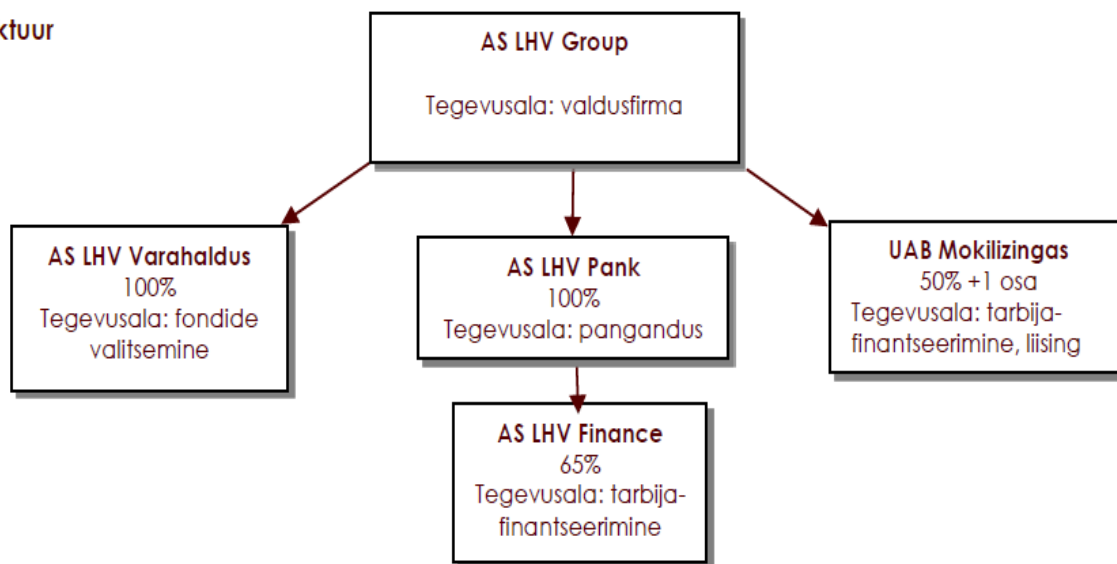 ktuur
AS LHV Group
Tegevusala: valdusfirma
AS LHV Varahaldus
100%
Tegevusala: fondide
valitsemine
AS LHV Pank
100%
Tegevusala: pangandus
UAB Mokilizingas
50% +1 osa
Tegevusala: tarbija-
finantseerimine, liising
AS LHV Finance
65%
Tegevusala: tarbija-
finantseerimine